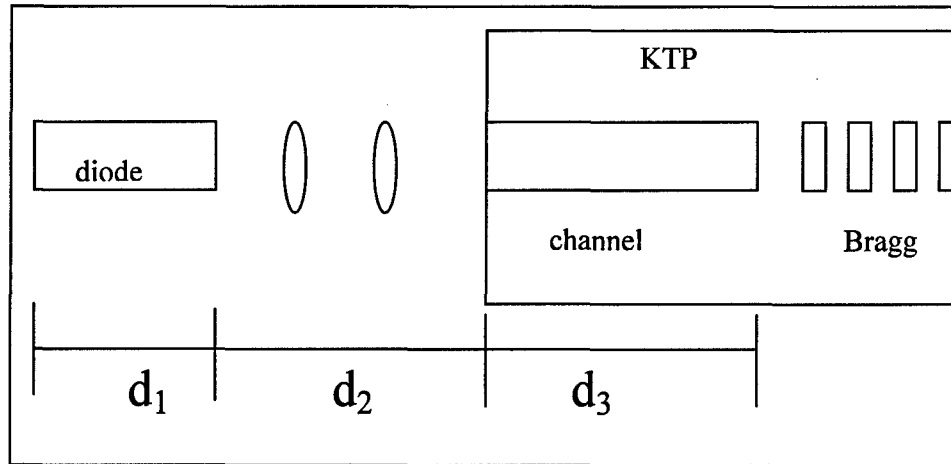 KTP
diode
channel
Bragg
d₁
d₂
d₃